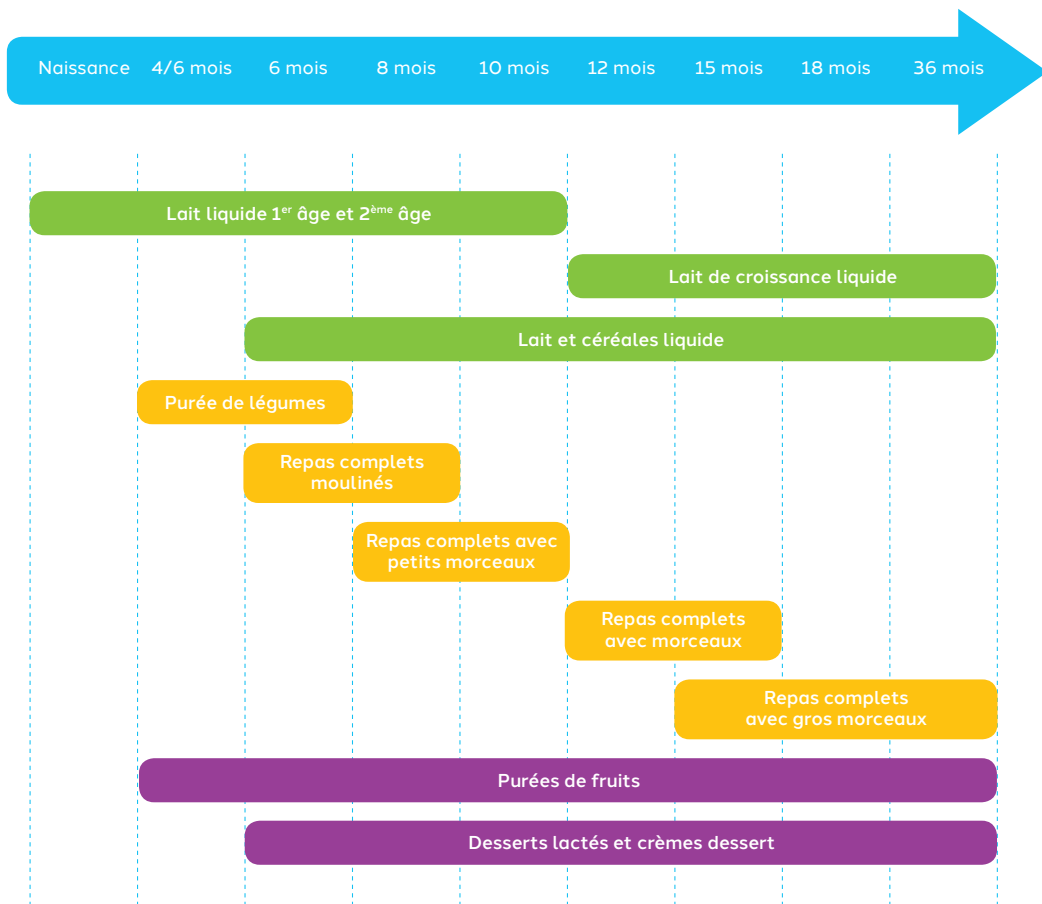 Naissance 4/6 mois 6 mois 8 mois 10 mois 12 mois 15 mois 18 mois 36 mois
Lait liquide 1er âge et 2ème âge
Lait de croissance liquide
Lait et céréales liquide
Purée de légumes
Repas complets
moulinés
Repas complets avec
petits morceaux
Repas complets
avec morceaux
Repas complets
avec gros morceaux
Purées de fruits
Desserts lactés et crèmes dessert